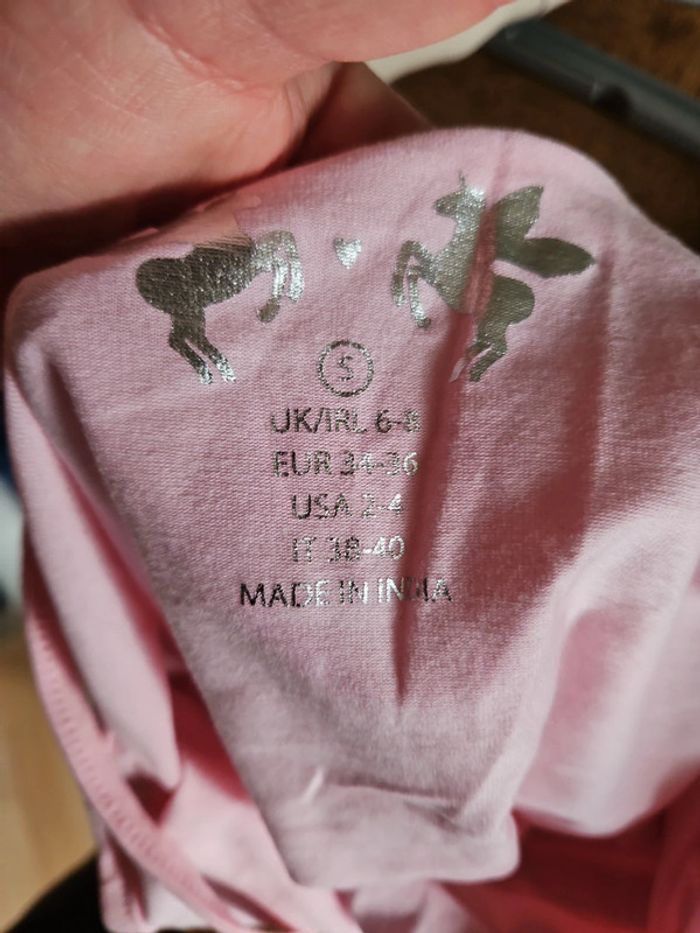 S
UK/IRL 6-8
EUR 34-36
USA 2-4
IT 38-40
MADE IN INDIA